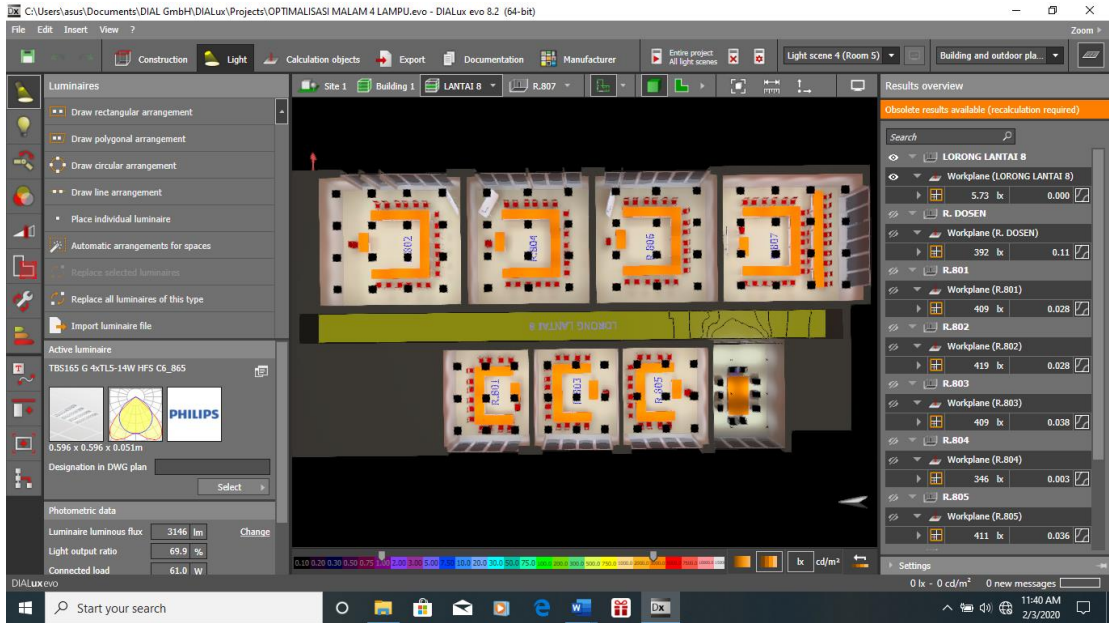 Dx C:\Users\asus\Documents\DIAL GmbH\DIALux\Projects\OPTIMALISASI MALAM 4 LAMPU.evo - DIALux evo 8.2 (64-bit)
File Edit Insert View ?
Zoom
Construction Light Calculation objects Export Documentation Manufacturer Entire project All light scenes Light scene 4 (Room 5) Building and outdoor pla...
Luminaires
Site 1 Building 1 LANTAI 8 R.807
Results overview
Draw rectangular arrangement
Draw polygonal arrangement
Draw circular arrangement
Draw line arrangement
Place individual luminaire
Automatic arrangements for spaces
Replace selected luminaires
Replace all luminaires of this type
Import luminaire file
Active luminaire
TBS165 G 4xTL5-14W HFS C6_865
PHILIPS
0.596 x 0.596 x 0.051m
Designation in DWG plan
Select
Photometric data
Luminaire luminous flux 3146 lm Change
Light output ratio 69.9 %
Connected load 61.0 W
R.804
R.806
LORONG LANTAI 8
R.801
R.805
lx cd/m²
Obsolete results available (recalculation required)
Search
LORONG LANTAI 8
Workplane (LORONG LANTAI 8)
5.73 lx 0.000
R. DOSEN
Workplane (R. DOSEN)
392 lx 0.11
R.801
Workplane (R.801)
409 lx 0.028
R.802
Workplane (R.802)
419 lx 0.028
R.803
Workplane (R.803)
409 lx 0.038
R.804
Workplane (R.804)
346 lx 0.003
R.805
Workplane (R.805)
411 lx 0.036
Settings
DIALux evo
0 lx - 0 cd/m² 0 new messages
Start your search
Dx
11:40 AM
2/3/2020